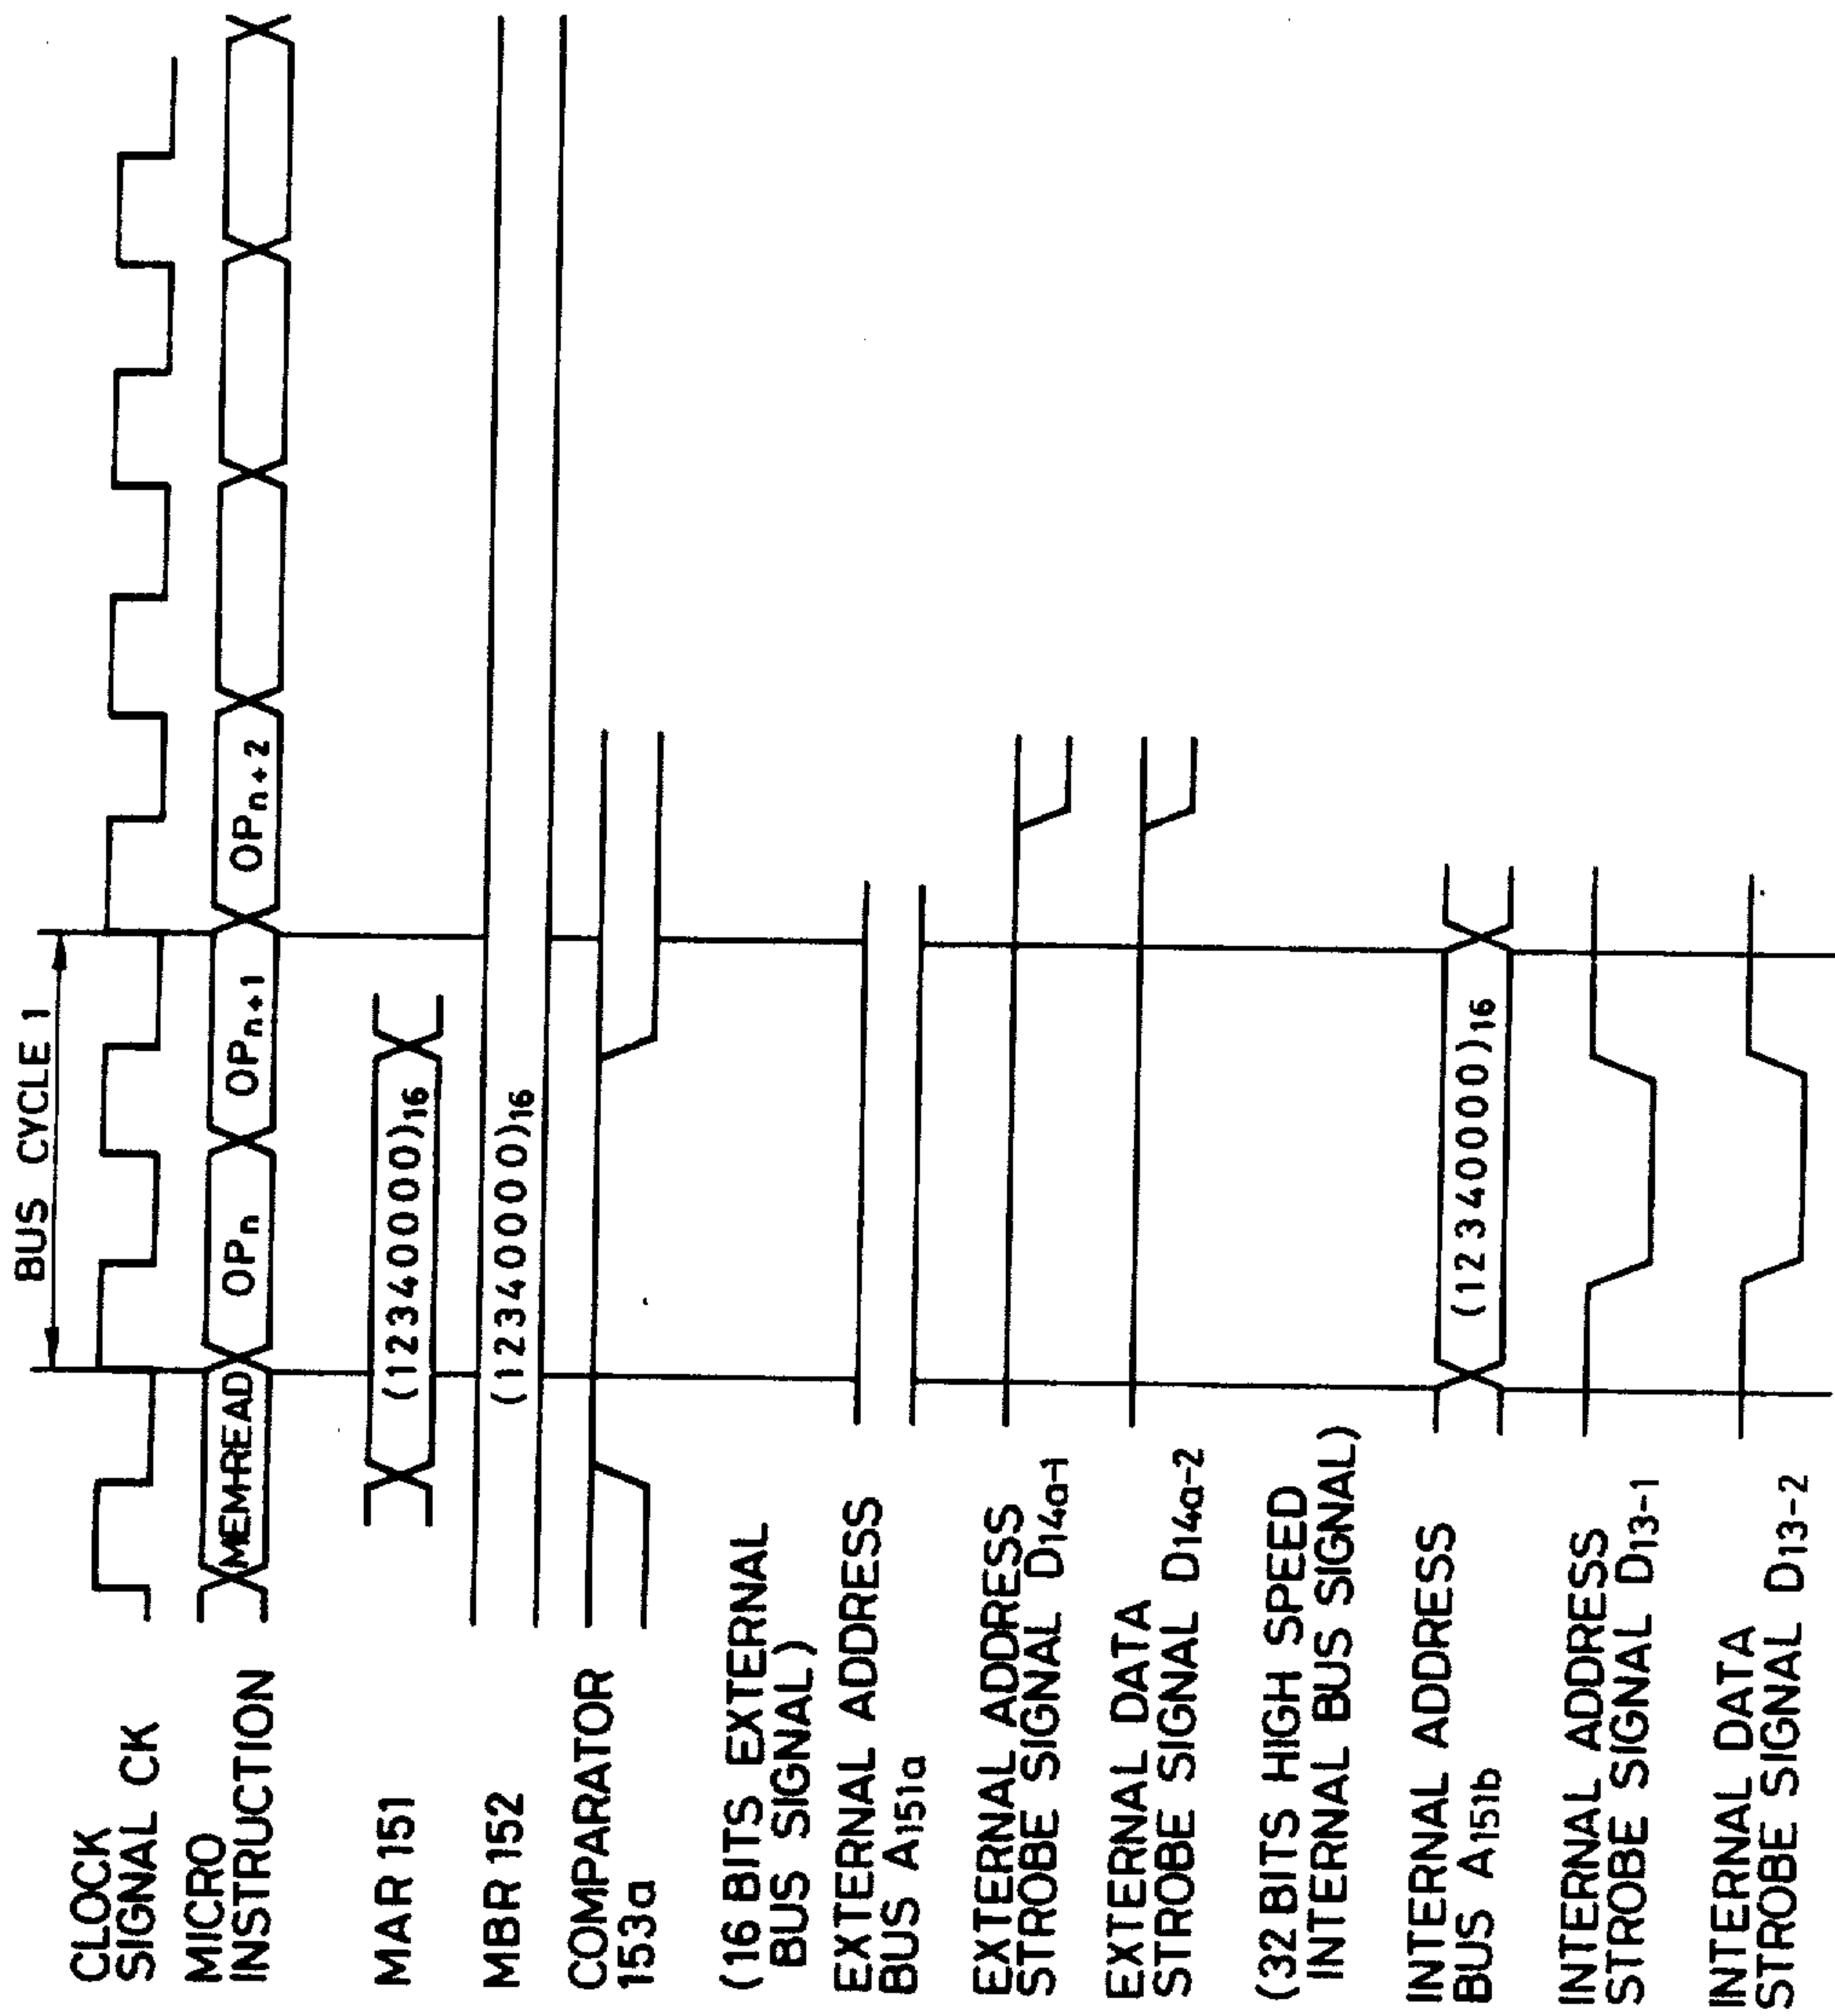 BUS CYCLE 1
CLOCK
SIGNAL CK
MICRO
INSTRUCTION
MEM-READ
OPn
OPn+1
OPn+2
MAR 151
(12340000)16
MBR 152
(12340000)16
COMPARATOR
153a
(16 BITS EXTERNAL
BUS SIGNAL)
EXTERNAL ADDRESS
BUS A151a
EXTERNAL ADDRESS
STROBE SIGNAL D14a-1
EXTERNAL DATA
STROBE SIGNAL D14a-2
(32 BITS HIGH SPEED
INTERNAL BUS SIGNAL)
INTERNAL ADDRESS
BUS A151b
(12340000)16
INTERNAL ADDRESS
STROBE SIGNAL D13-1
INTERNAL DATA
STROBE SIGNAL D13-2